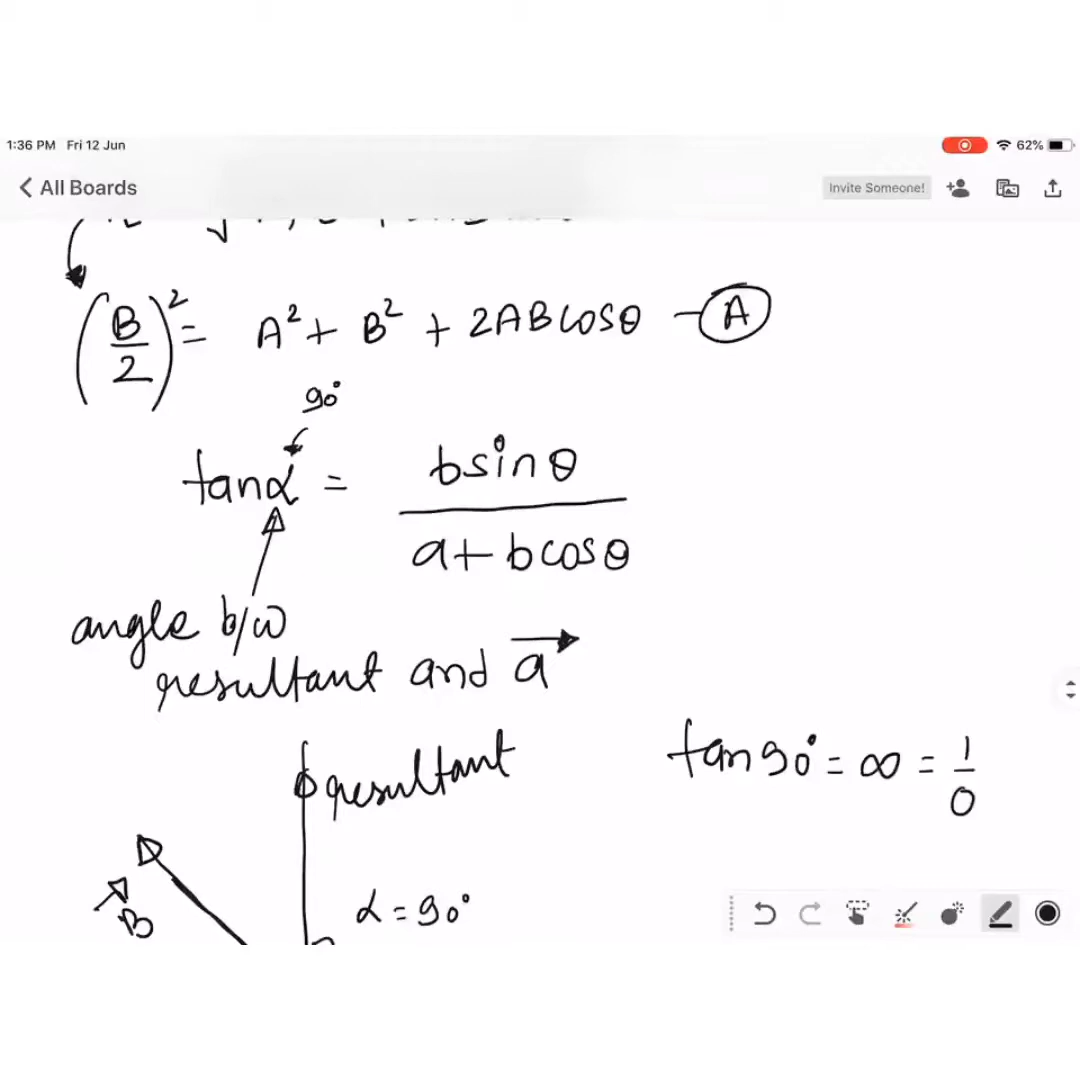 1:36 PM Fri 12 Jun
62%
All Boards
Invite Someone!
(B/2)² = A² + B² + 2ABcosθ - A
90°
tanα = bsinθ / a+bcosθ
angle b/w
resultant and a→
resultant
tan90° = ∞ = 1/0
B
α = 90°